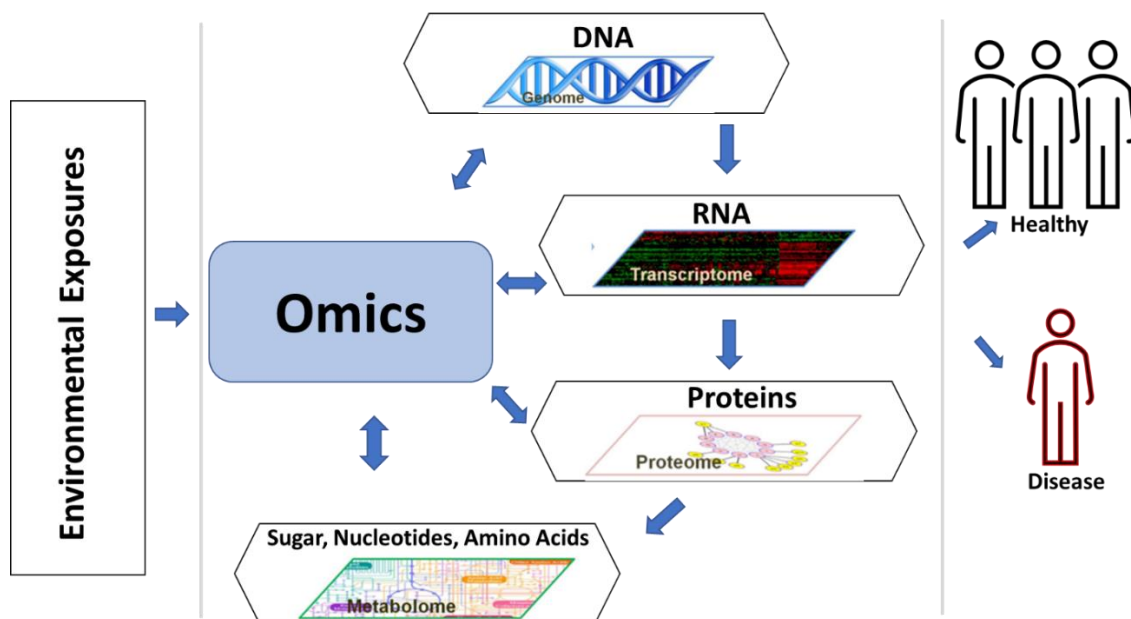 Environmental Exposures
Omics
DNA
Genome
RNA
Transcriptome
Proteins
Proteome
Sugar, Nucleotides, Amino Acids
Metabolome
Healthy
Disease